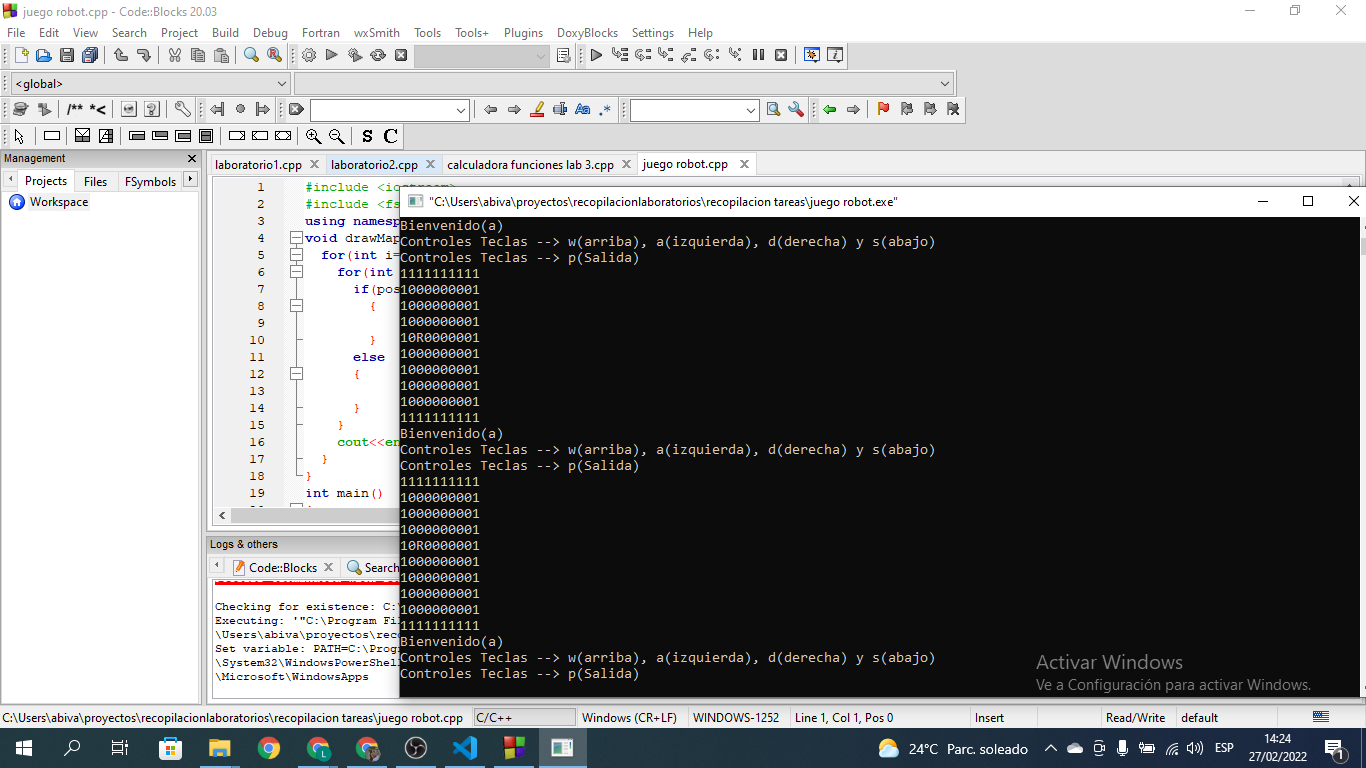 juego robot.cpp - Code::Blocks 20.03
File Edit View Search Project Build Debug Fortran wxSmith Tools Tools+ Plugins DoxyBlocks Settings Help
<global>
/** *<
Aa .*
S C
Management
Projects Files FSymbols
Workspace
laboratorio1.cpp laboratorio2.cpp calculadora funciones lab 3.cpp juego robot.cpp
1 #include <iostream>
2 #include <fs
3 using namesp
4 void drawMap
5 for(int i=
6 for(int
7 if(pos
8 {
9
10 }
11 else
12 {
13
14 }
15 }
16 cout<<en
17 }
18 }
19 int main()
"C:\Users\abiva\proyectos\recopilacionlaboratorios\recopilacion tareas\juego robot.exe"
Bienvenido(a)
Controles Teclas --> w(arriba), a(izquierda), d(derecha) y s(abajo)
Controles Teclas --> p(Salida)
1111111111
1000000001
1000000001
1000000001
10R0000001
1000000001
1000000001
1000000001
1000000001
1111111111
Bienvenido(a)
Controles Teclas --> w(arriba), a(izquierda), d(derecha) y s(abajo)
Controles Teclas --> p(Salida)
1111111111
1000000001
1000000001
1000000001
10R0000001
1000000001
1000000001
1000000001
1000000001
1111111111
Bienvenido(a)
Controles Teclas --> w(arriba), a(izquierda), d(derecha) y s(abajo)
Controles Teclas --> p(Salida)
Logs & others
Code::Blocks Search
Checking for existence: C:\
Executing: '"C:\Program Fil
\Users\abiva\proyectos\reco
Set variable: PATH=C:\Progr
\System32\WindowsPowerShell
\Microsoft\WindowsApps
Activar Windows
Ve a Configuración para activar Windows.
C:\Users\abiva\proyectos\recopilacionlaboratorios\recopilacion tareas\juego robot.cpp C/C++ Windows (CR+LF) WINDOWS-1252 Line 1, Col 1, Pos 0 Insert Read/Write default
24°C Parc. soleado ESP 14:24
27/02/2022
1